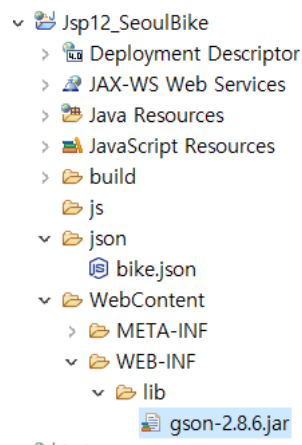 Jsp12_SeoulBike
Deployment Descriptor
JAX-WS Web Services
Java Resources
JavaScript Resources
build
js
json
bike.json
WebContent
META-INF
WEB-INF
lib
gson-2.8.6.jar